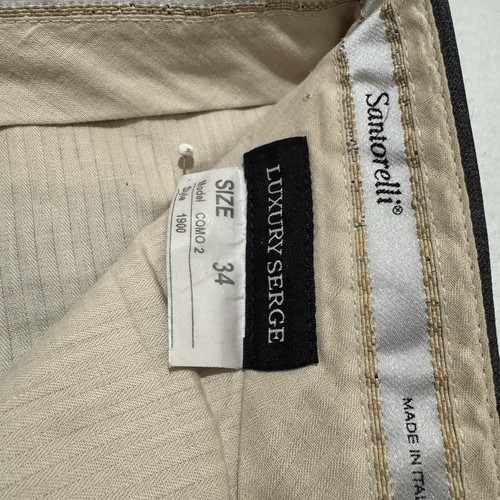 Santorelli®
MADE IN ITAL
LUXURY SERGE
SIZE 34
Model COMO 2
Style 1900